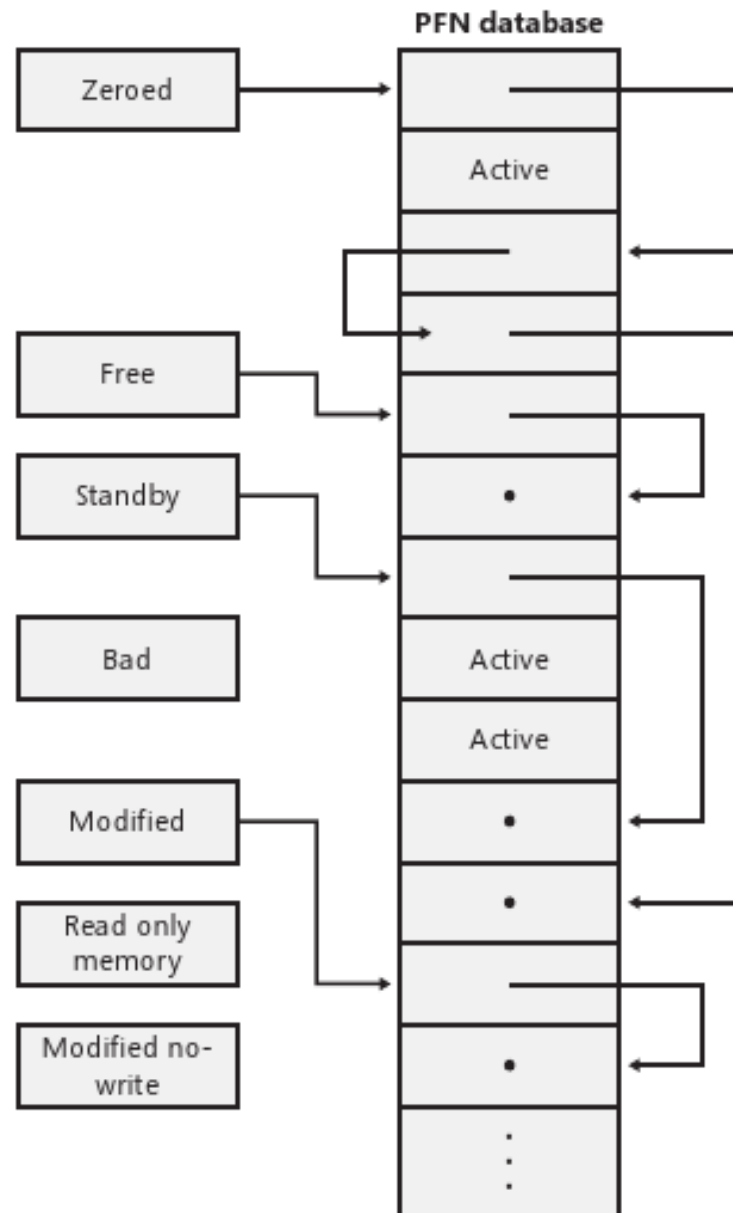 PFN database
Zeroed
Active
Free
Standby
Bad
Active
Active
Modified
Read only
memory
Modified no-
write